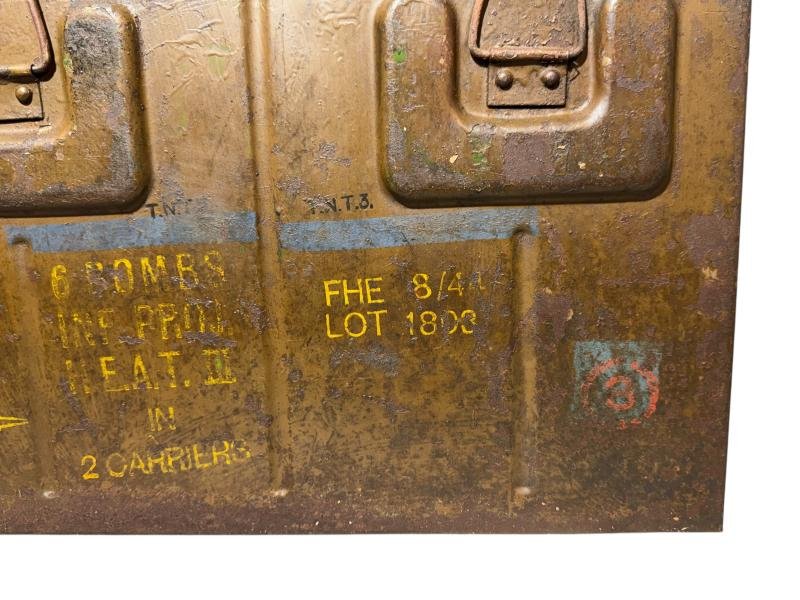 T.N.T.3.
6 BOMBS
INF PROJ.
H.E.A.T. II
IN
2 CARRIERS
FHE 8/44
LOT 1803
3